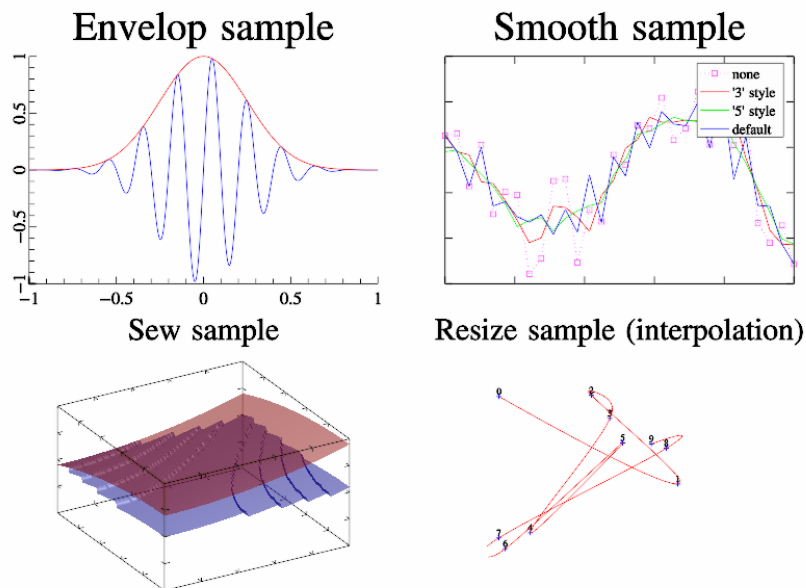 Envelop sample
1
0.5
0
−0.5
−1
−1
−0.5
0
0.5
1
Smooth sample
none
'3' style
'5' style
default
Sew sample
Resize sample (interpolation)
0
2
3
5
9
8
1
4
7
6